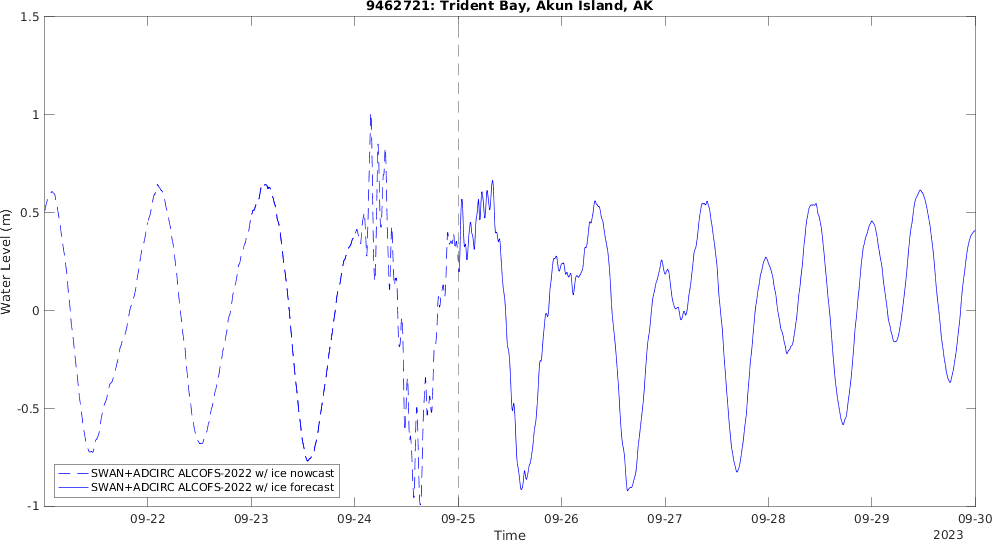 9462721: Trident Bay, Akun Island, AK
1.5
1
0.5
0
-0.5
-1
Water Level (m)
SWAN+ADCIRC ALCOFS-2022 w/ ice nowcast
SWAN+ADCIRC ALCOFS-2022 w/ ice forecast
09-22 09-23 09-24 09-25 09-26 09-27 09-28 09-29 09-30
Time
2023